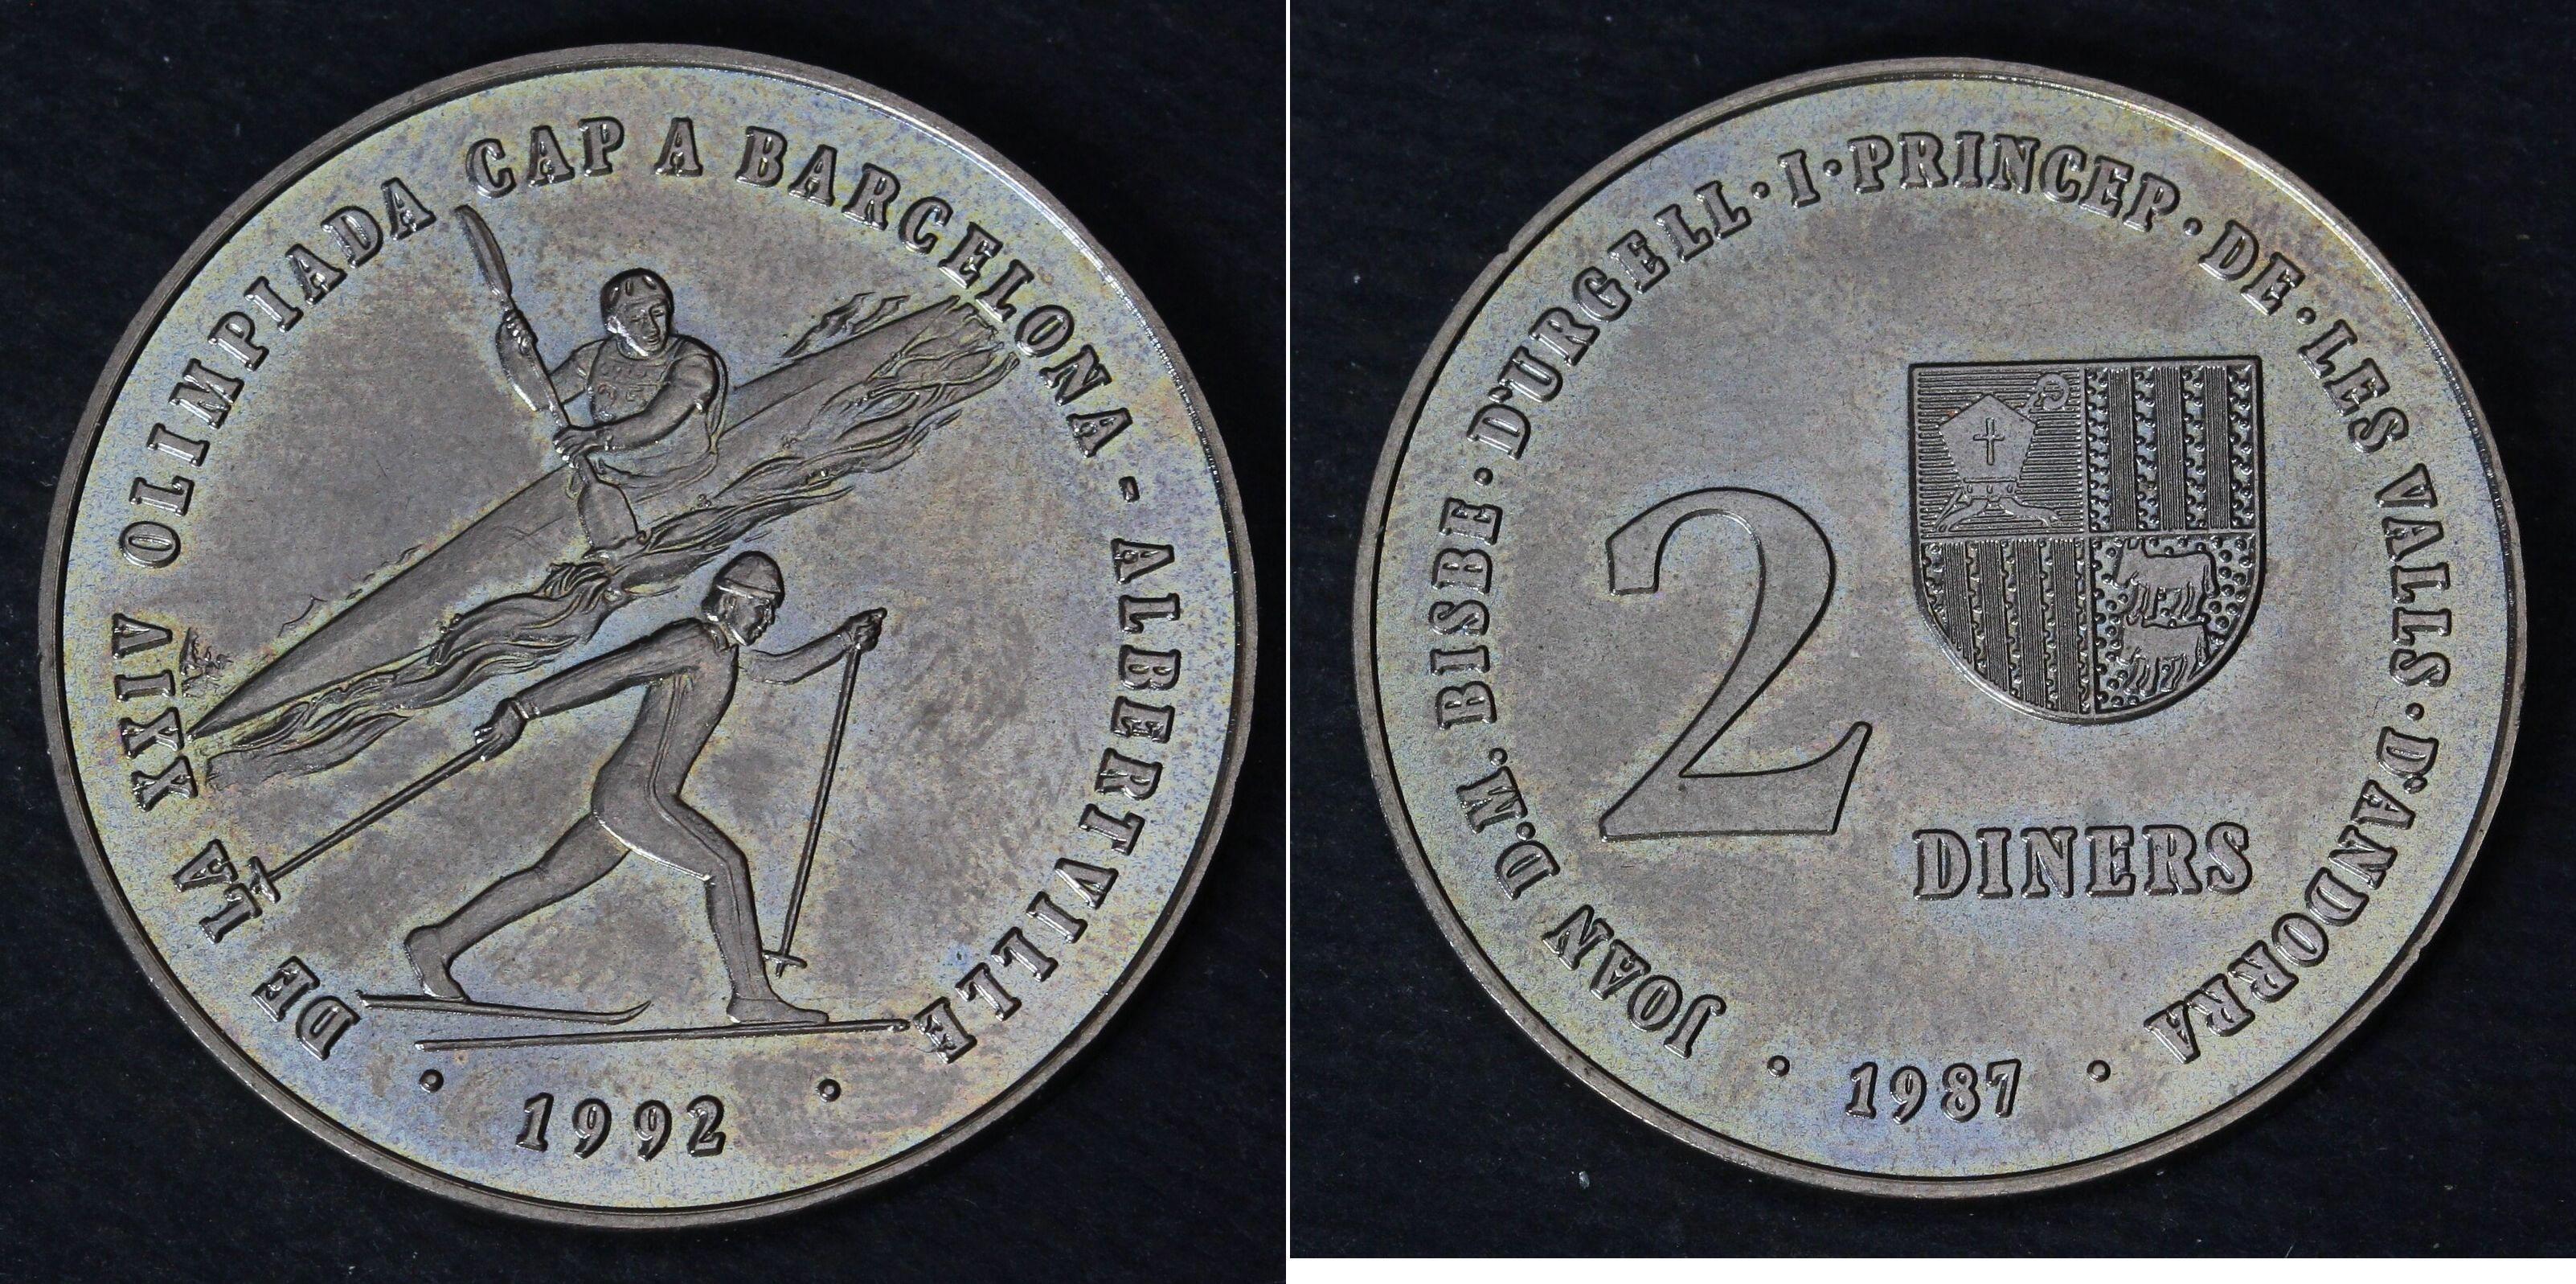 DE LA XXIV OLIMPIADA CAP A BARCELONA - ALBERTVILLE
• 1992 •
JOAN D.M. BISBE · D'URGELL · I · PRINCEP · DE · LES VALLS · D'ANDORRA
2
DINERS
• 1987 •